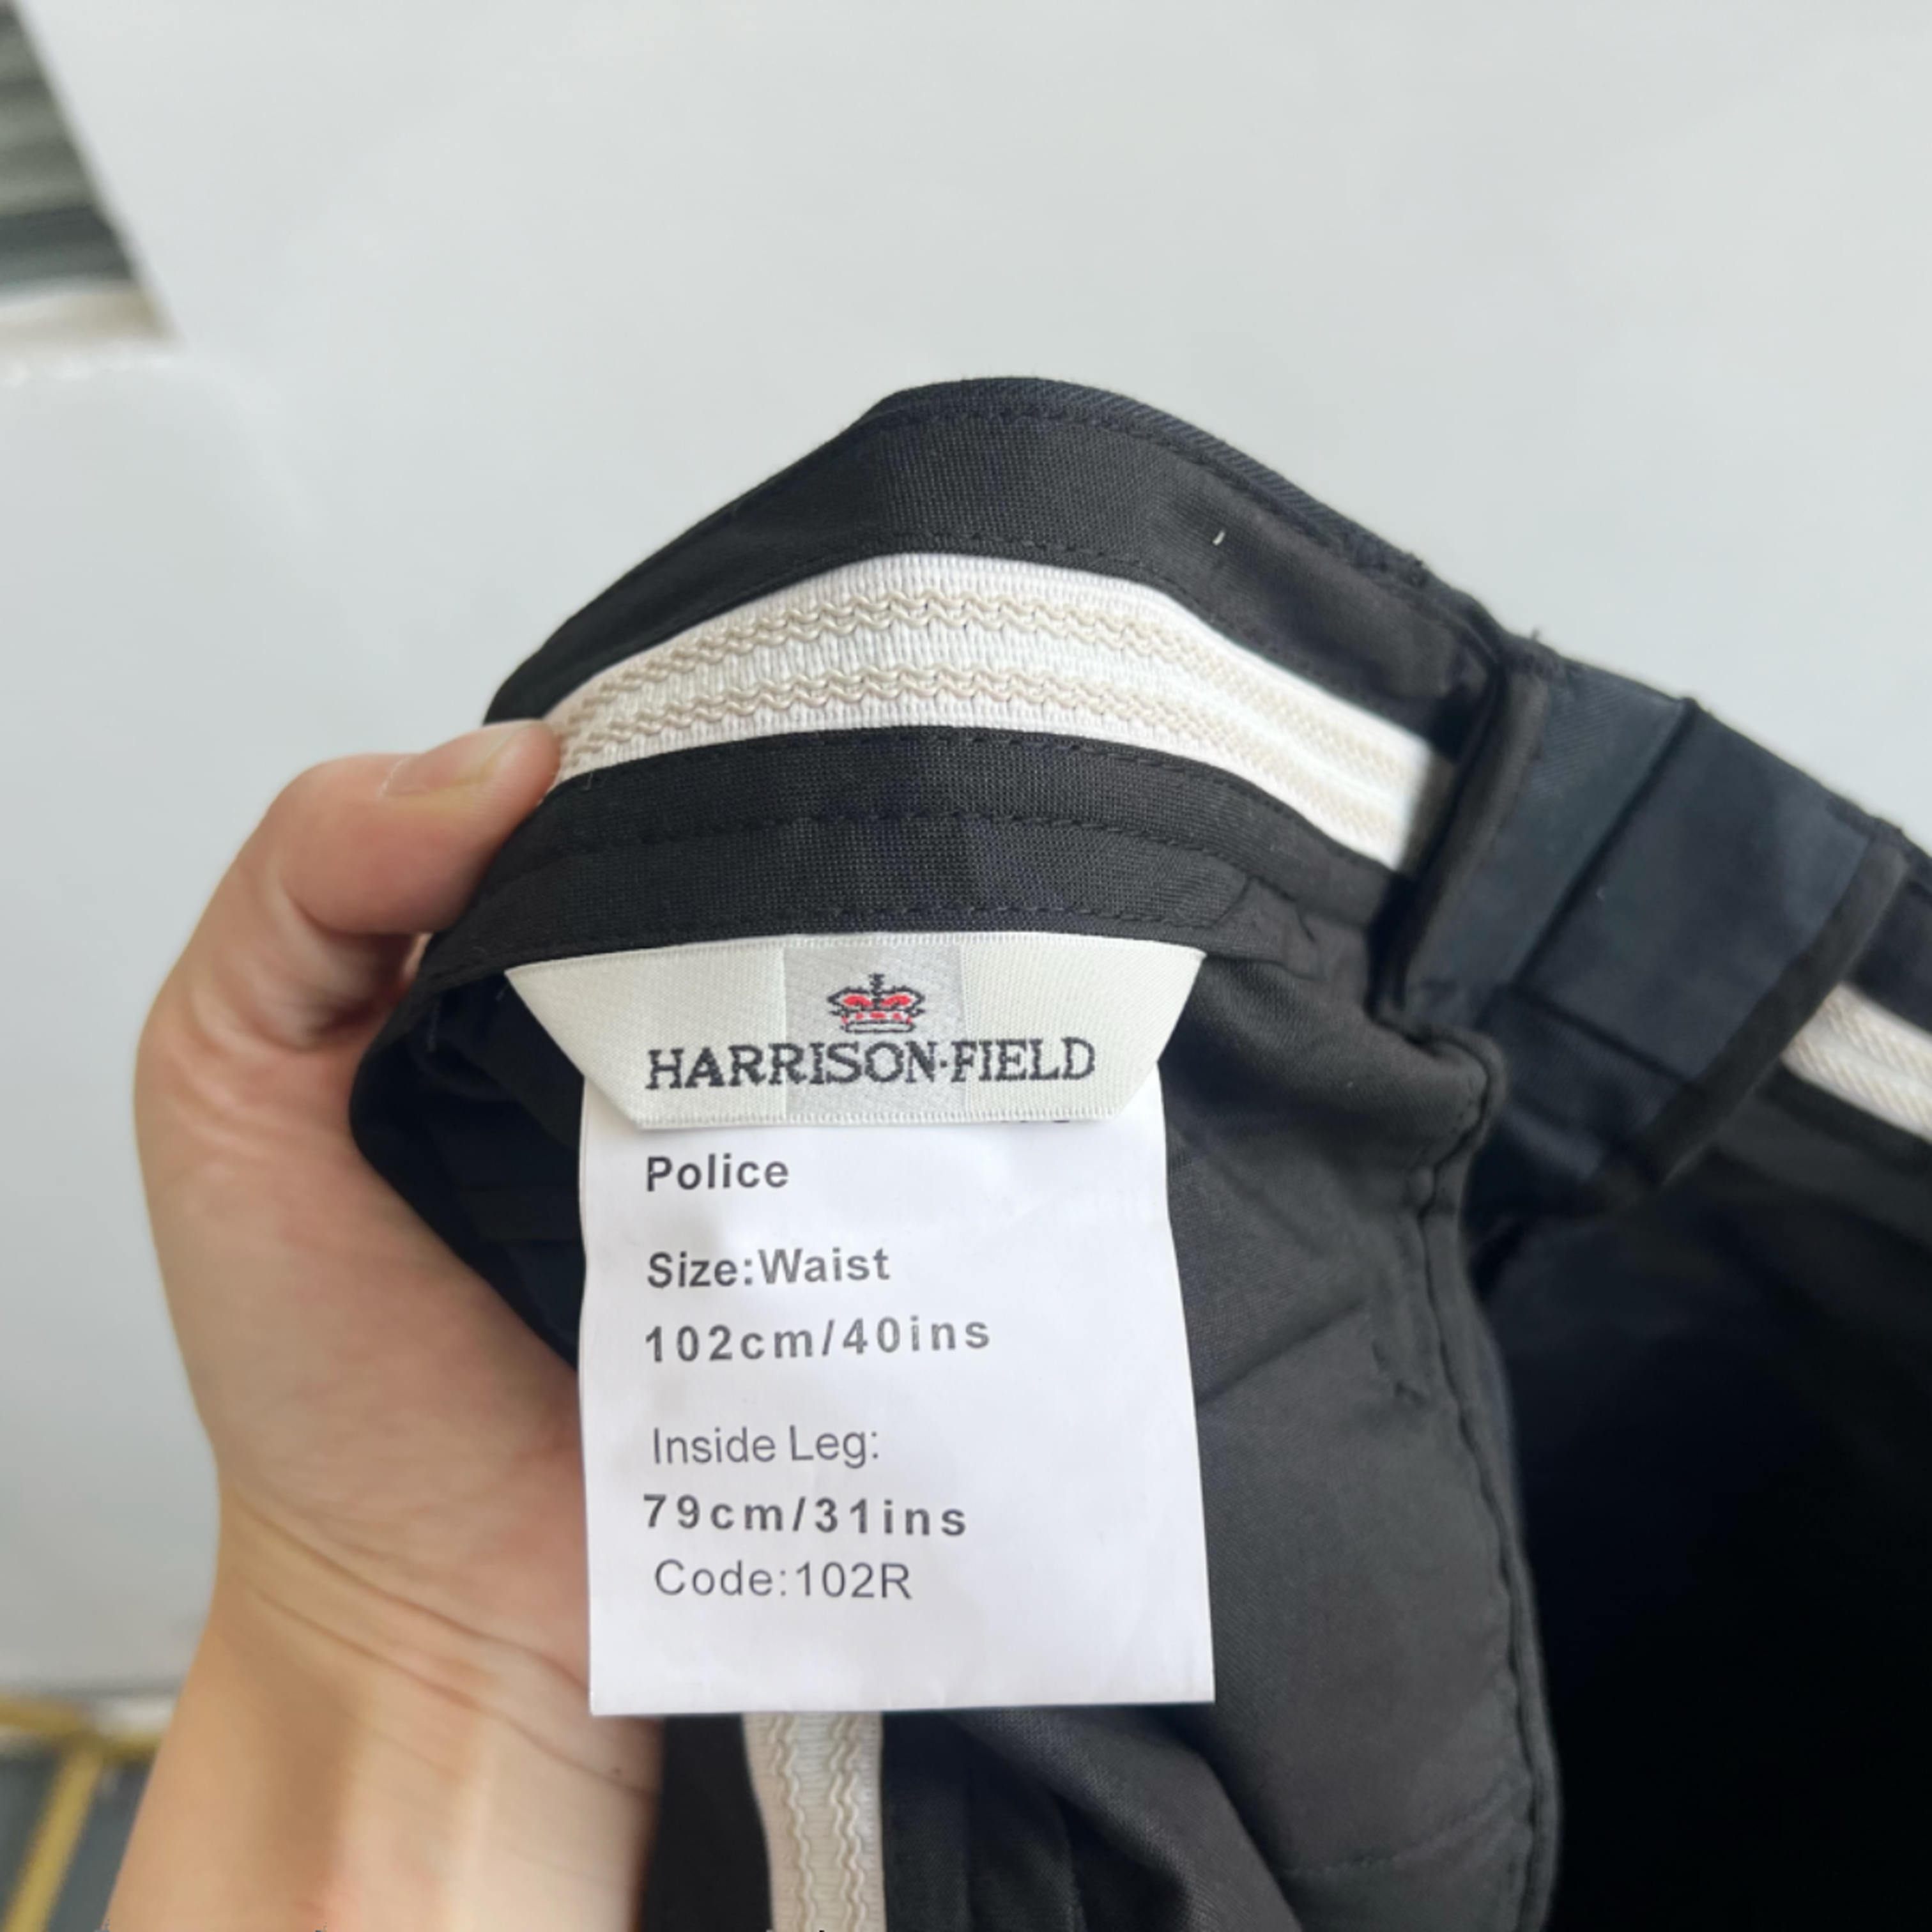 HARRISON·FIELD
Police
Size:Waist
102cm/40ins
Inside Leg:
79cm/31ins
Code:102R